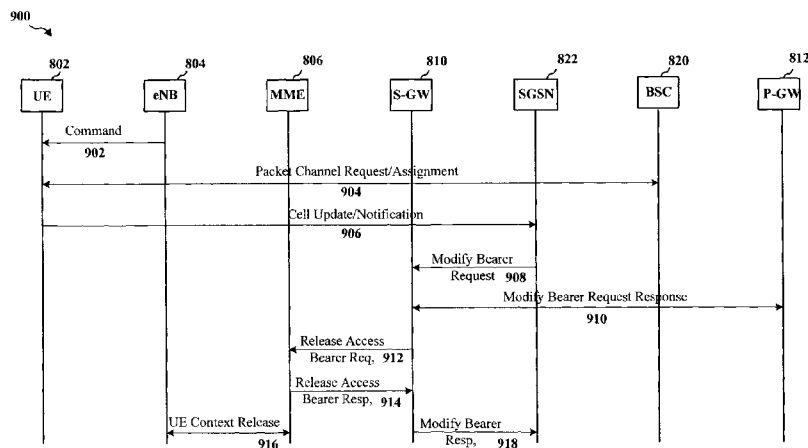 900
802
804
806
810
822
820
812
UE
eNB
MME
S-GW
SGSN
BSC
P-GW
Command
902
Packet Channel Request/Assignment
904
Cell Update/Notification
906
Modify Bearer
Request 908
Modify Bearer Request Response
910
Release Access
Bearer Req, 912
Release Access
Bearer Resp, 914
UE Context Release
916
Modify Bearer
Resp, 918